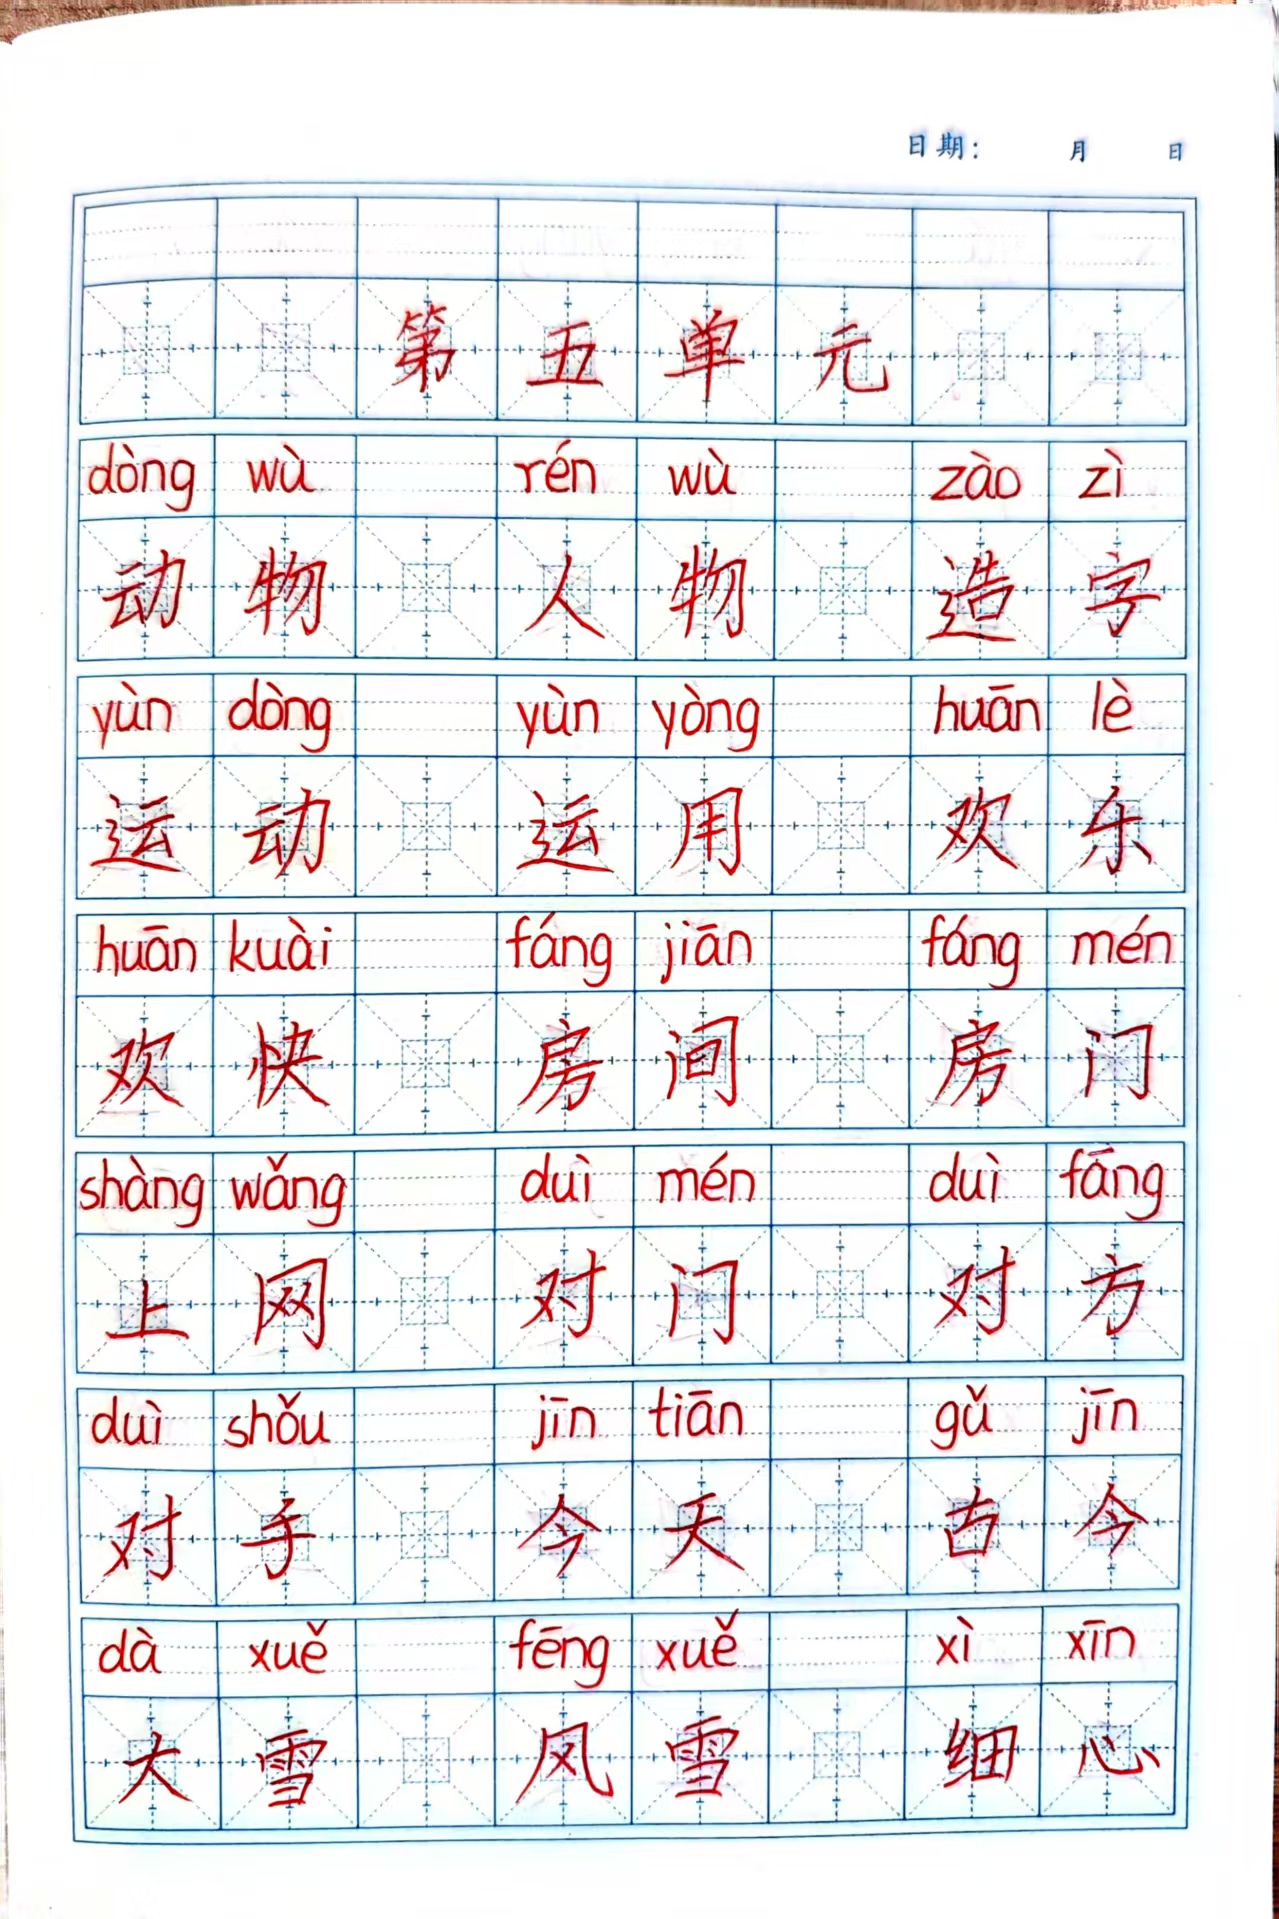 日期： 月 日
第五单元
dòng wù rén wù zào zì
动物 人物 造字
yùn dòng yùn yòng huān lè
运动 运用 欢乐
huān kuài fáng jiān fáng mén
欢快 房间 房门
shàng wǎng duì mén duì fāng
上网 对门 对方
duì shǒu jīn tiān gǔ jīn
对手 今天 古今
dà xuě fēng xuě xì xīn
大雪 风雪 细心